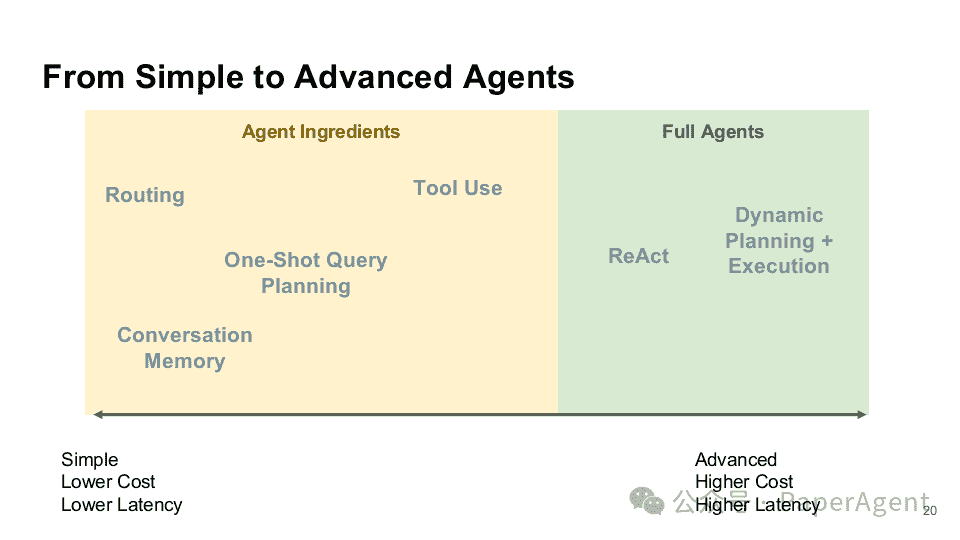 From Simple to Advanced Agents
Agent Ingredients
Full Agents
Routing
Tool Use
One-Shot Query
Planning
Conversation
Memory
ReAct
Dynamic
Planning +
Execution
Simple
Lower Cost
Lower Latency
Advanced
Higher Cost
Higher Latency
公众号 · PaperAgent
20